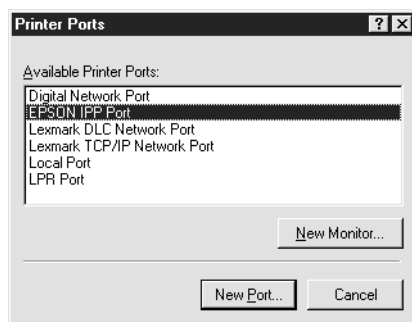 Printer Ports
? ×
Available Printer Ports:
Digital Network Port
EPSON IPP Port
Lexmark DLC Network Port
Lexmark TCP/IP Network Port
Local Port
LPR Port
New Monitor...
New Port...
Cancel